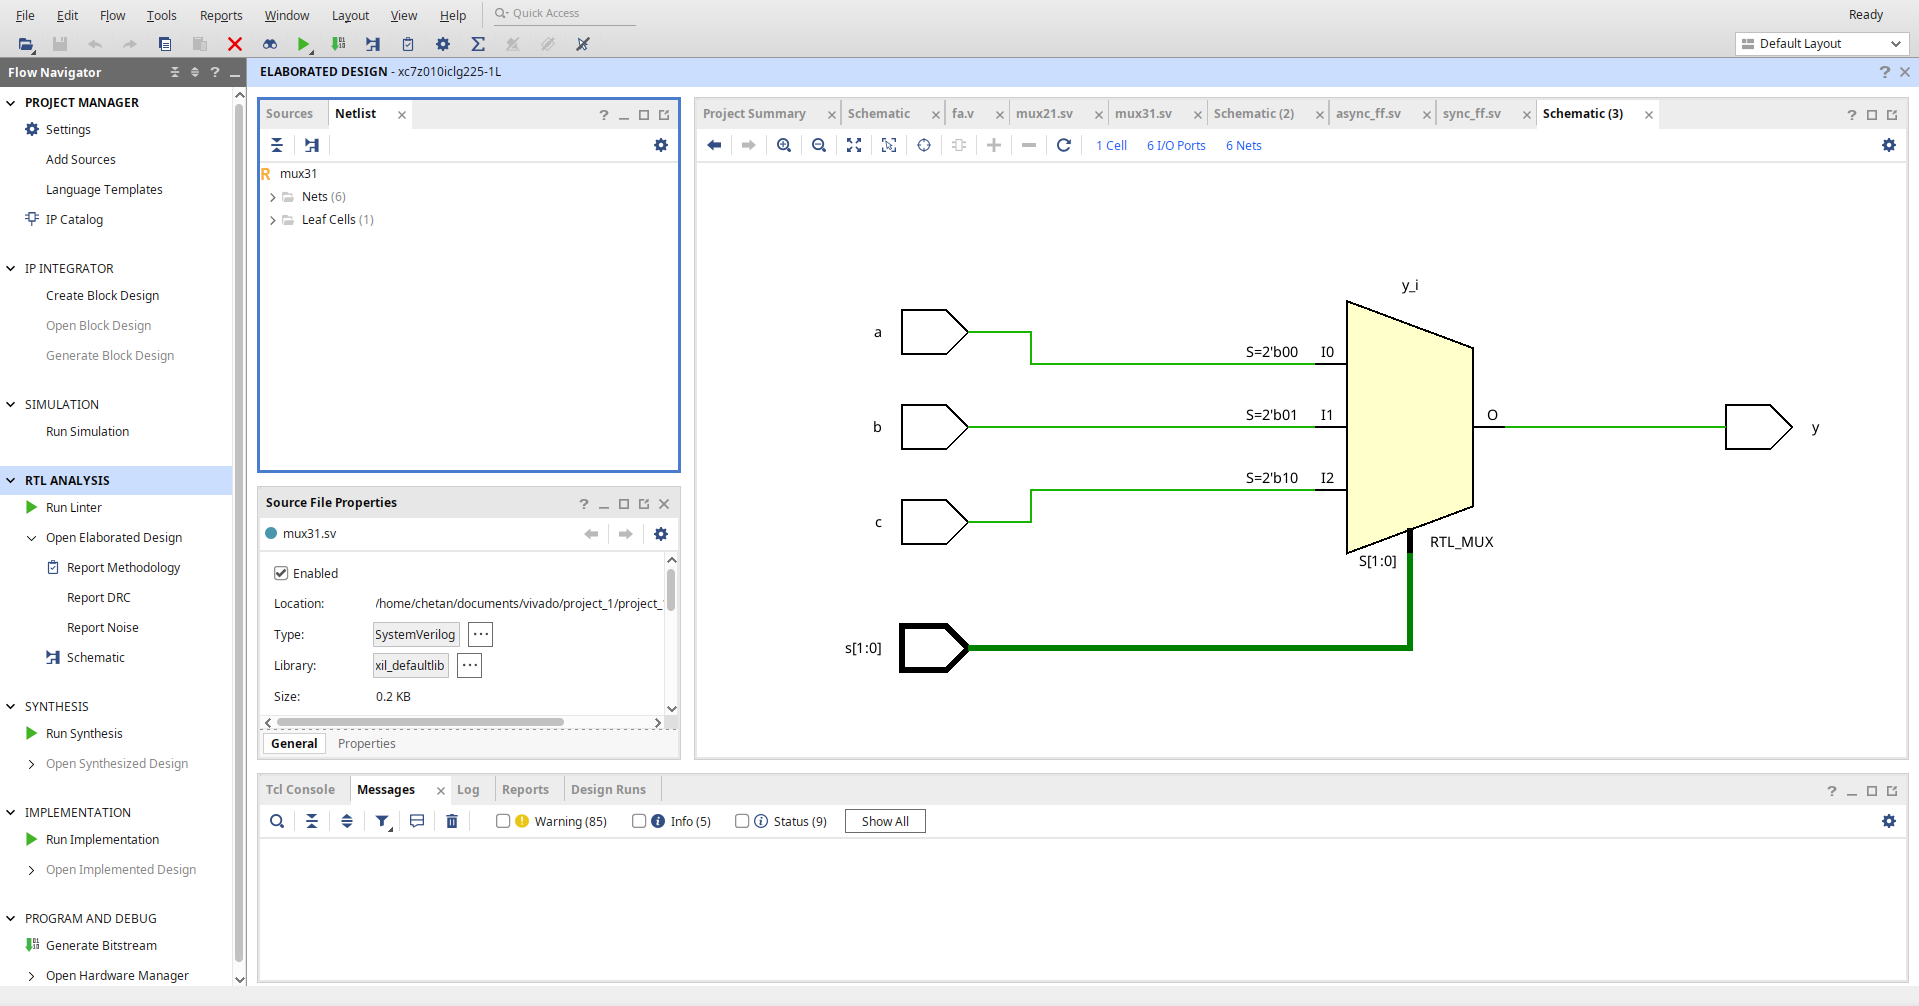 File Edit Flow Tools Reports Window Layout View Help Quick Access Ready
Default Layout
Flow Navigator
PROJECT MANAGER
Settings
Add Sources
Language Templates
IP Catalog
IP INTEGRATOR
Create Block Design
Open Block Design
Generate Block Design
SIMULATION
Run Simulation
RTL ANALYSIS
Run Linter
Open Elaborated Design
Report Methodology
Report DRC
Report Noise
Schematic
SYNTHESIS
Run Synthesis
Open Synthesized Design
IMPLEMENTATION
Run Implementation
Open Implemented Design
PROGRAM AND DEBUG
Generate Bitstream
Open Hardware Manager
ELABORATED DESIGN - xc7z010iclg225-1L
Sources Netlist
R mux31
Nets (6)
Leaf Cells (1)
Source File Properties
mux31.sv
Enabled
Location: /home/chetan/documents/vivado/project_1/project_
Type: SystemVerilog ...
Library: xil_defaultlib ...
Size: 0.2 KB
General Properties
Project Summary Schematic fa.v mux21.sv mux31.sv Schematic (2) async_ff.sv sync_ff.sv Schematic (3)
1 Cell 6 I/O Ports 6 Nets
y_i
a S=2'b00 I0
b S=2'b01 I1 O y
c S=2'b10 I2
RTL_MUX
S[1:0]
s[1:0]
Tcl Console Messages Log Reports Design Runs
Warning (85) Info (5) Status (9) Show All